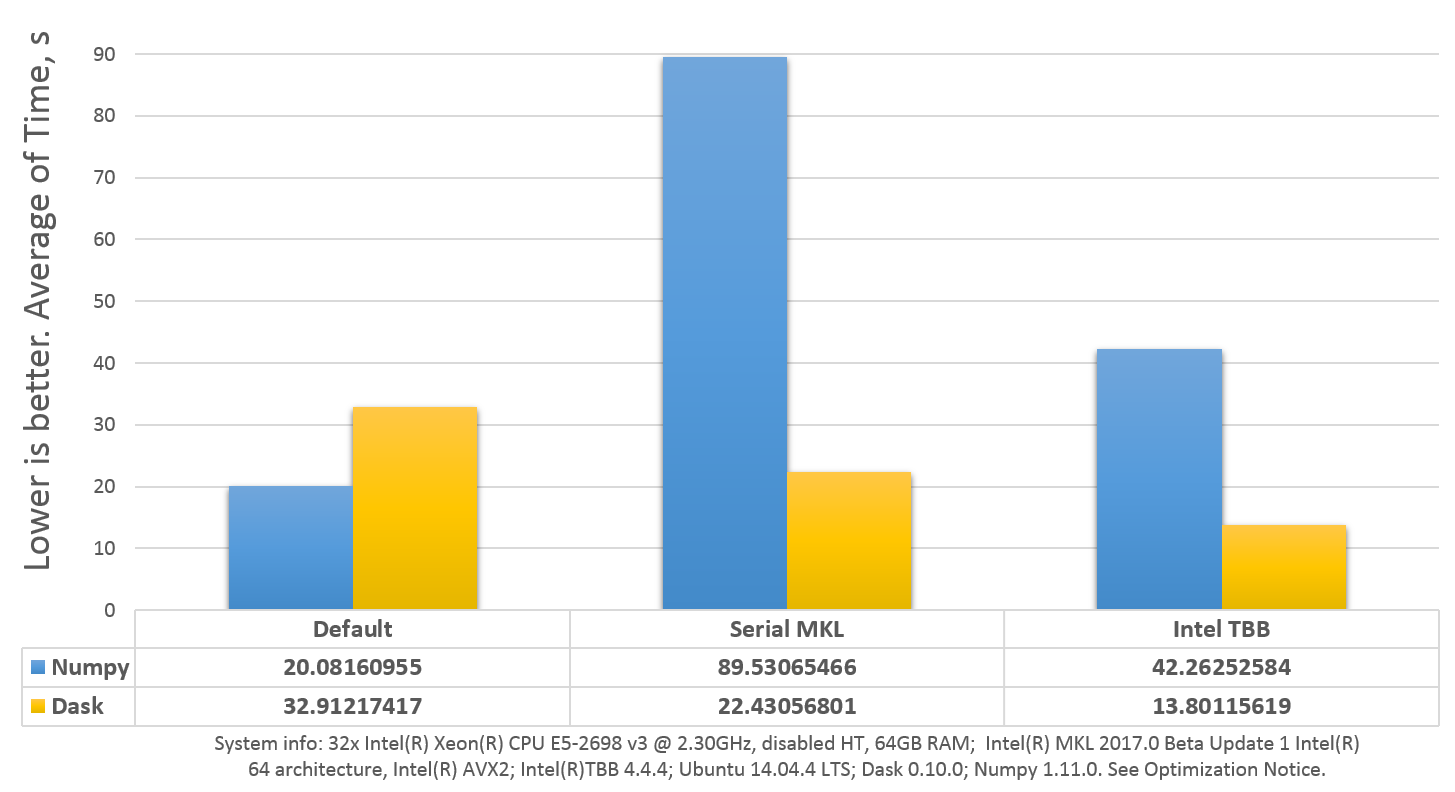 Lower is better. Average of Time, s
90
80
70
60
50
40
30
20
10
0
Default Serial MKL Intel TBB
Numpy 20.08160955 89.53065466 42.26252584
Dask 32.91217417 22.43056801 13.80115619
System info: 32x Intel(R) Xeon(R) CPU E5-2698 v3 @ 2.30GHz, disabled HT, 64GB RAM; Intel(R) MKL 2017.0 Beta Update 1 Intel(R)
64 architecture, Intel(R) AVX2; Intel(R)TBB 4.4.4; Ubuntu 14.04.4 LTS; Dask 0.10.0; Numpy 1.11.0. See Optimization Notice.